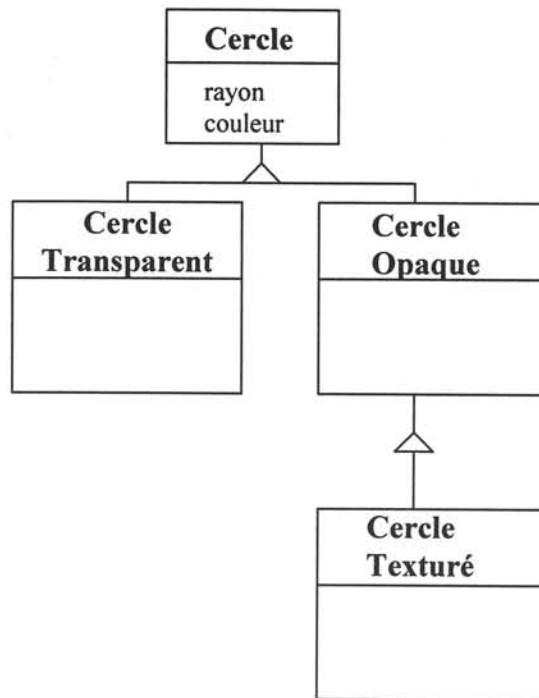 Cercle
rayon
couleur
Cercle
Transparent
Cercle
Opaque
Cercle
Texturé